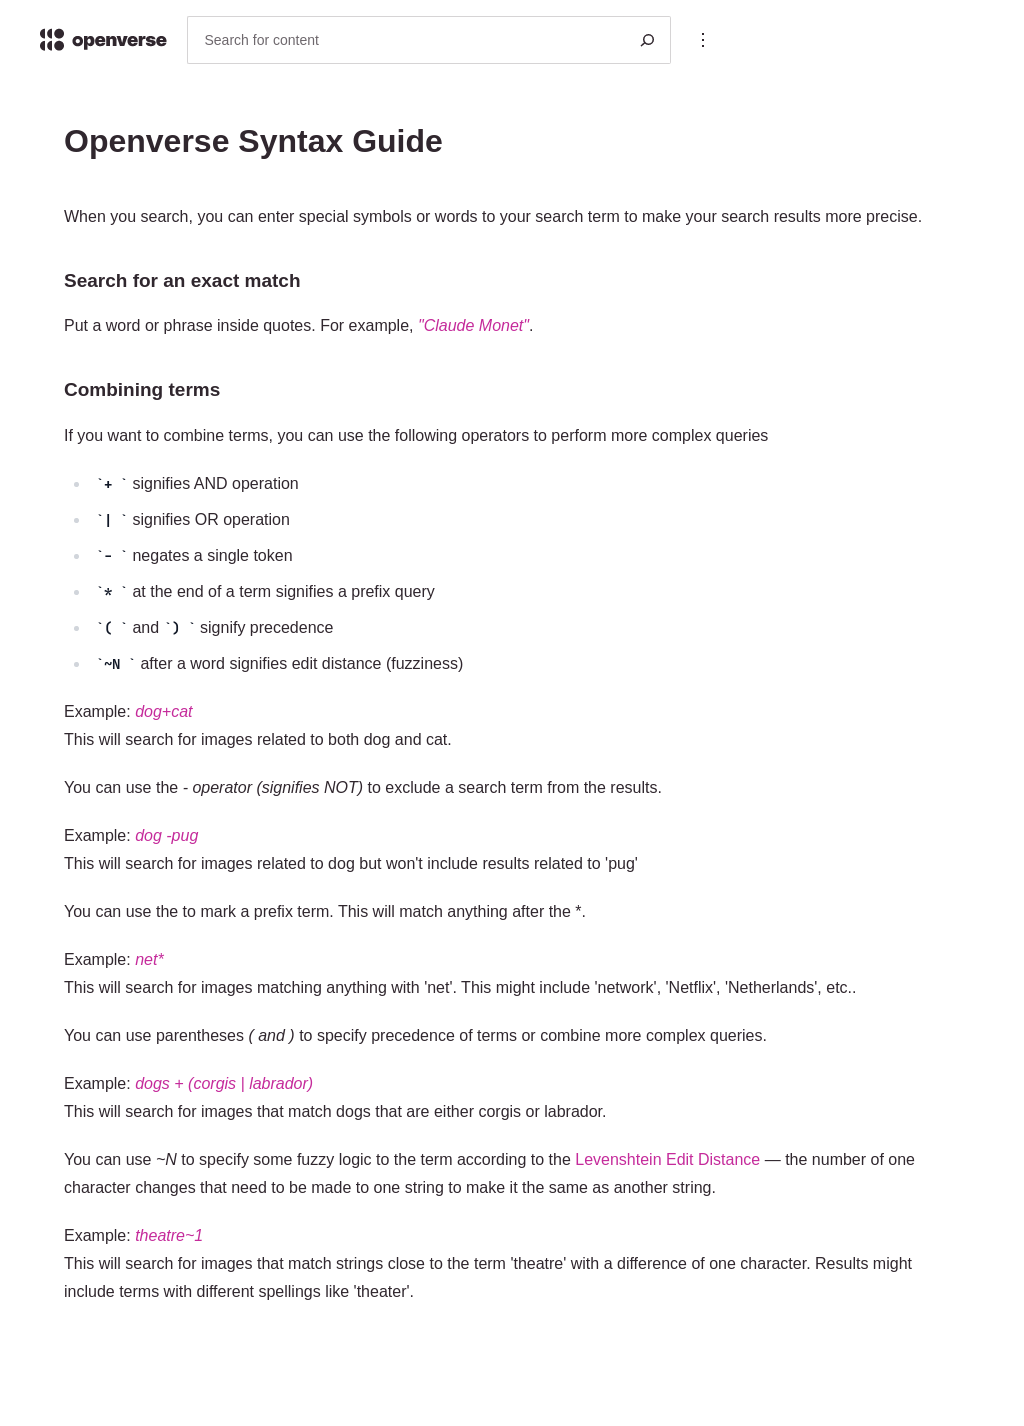 openverse
Search for content
Openverse Syntax Guide
When you search, you can enter special symbols or words to your search term to make your search results more precise.
Search for an exact match
Put a word or phrase inside quotes. For example, "Claude Monet".
Combining terms
If you want to combine terms, you can use the following operators to perform more complex queries
`+ ` signifies AND operation
`| ` signifies OR operation
`- ` negates a single token
`* ` at the end of a term signifies a prefix query
`( ` and `) ` signify precedence
`~N ` after a word signifies edit distance (fuzziness)
Example: dog+cat
This will search for images related to both dog and cat.
You can use the - operator (signifies NOT) to exclude a search term from the results.
Example: dog -pug
This will search for images related to dog but won't include results related to 'pug'
You can use the to mark a prefix term. This will match anything after the *.
Example: net*
This will search for images matching anything with 'net'. This might include 'network', 'Netflix', 'Netherlands', etc..
You can use parentheses ( and ) to specify precedence of terms or combine more complex queries.
Example: dogs + (corgis | labrador)
This will search for images that match dogs that are either corgis or labrador.
You can use ~N to specify some fuzzy logic to the term according to the Levenshtein Edit Distance — the number of one
character changes that need to be made to one string to make it the same as another string.
Example: theatre~1
This will search for images that match strings close to the term 'theatre' with a difference of one character. Results might
include terms with different spellings like 'theater'.